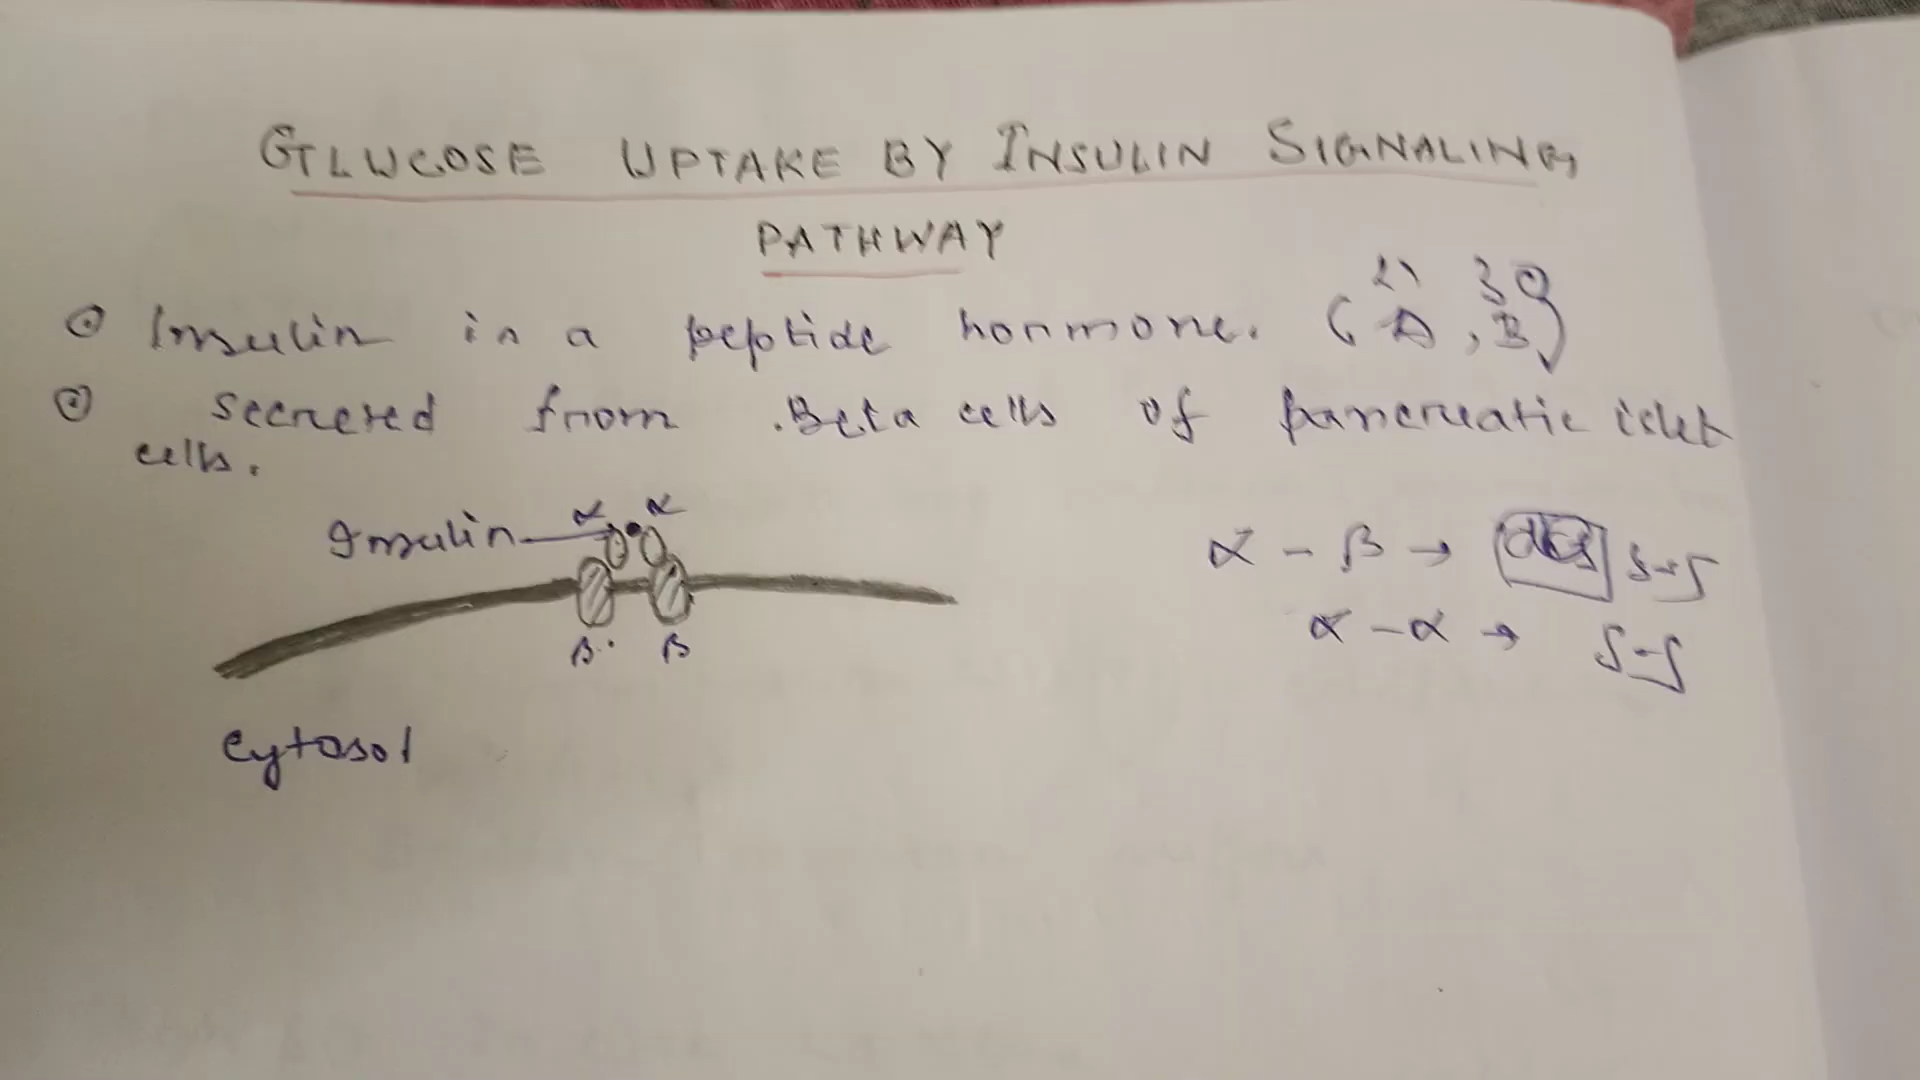 GLUCOSE UPTAKE BY INSULIN SIGNALING
PATHWAY
21 30
Insulin is a peptide hormone. (A, B)
secreted from Beta cells of pancreatic islet
cells.
Insulin α α
β β
Cytosol
α - β → S-S
α - α → S-S